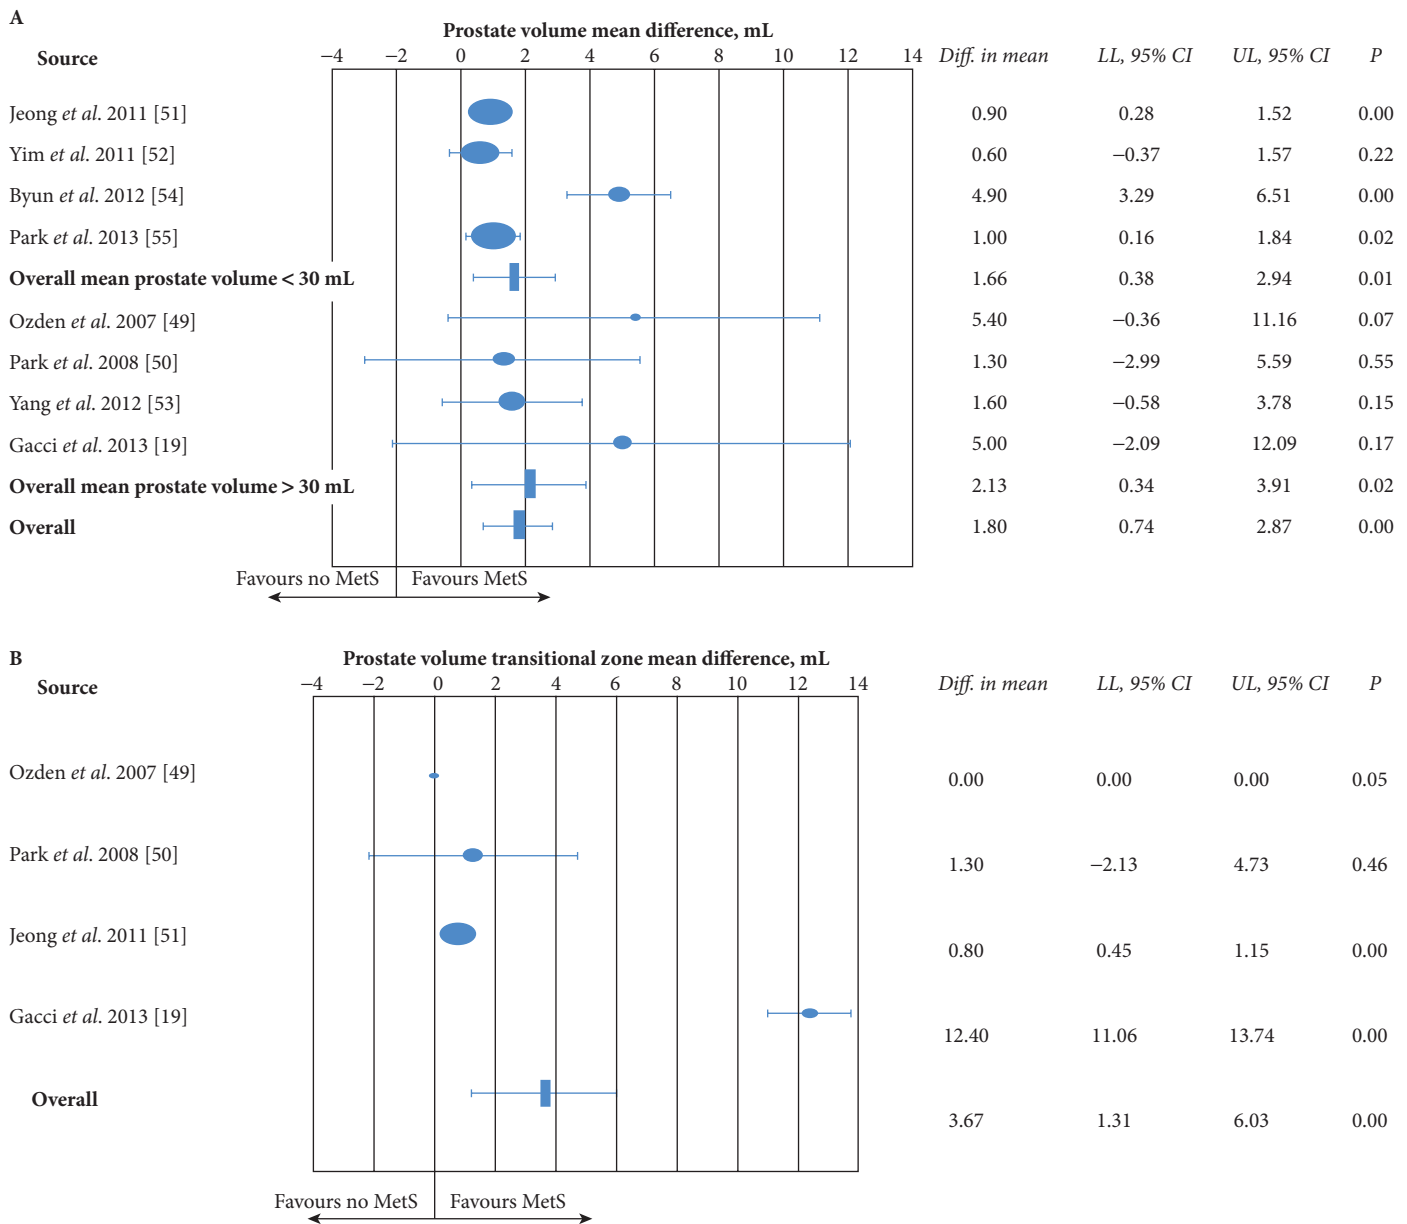 A
Prostate volume mean difference, mL
Source −4 −2 0 2 4 6 8 10 12 14 Diff. in mean LL, 95% CI UL, 95% CI P
Jeong et al. 2011 [51] 0.90 0.28 1.52 0.00
Yim et al. 2011 [52] 0.60 −0.37 1.57 0.22
Byun et al. 2012 [54] 4.90 3.29 6.51 0.00
Park et al. 2013 [55] 1.00 0.16 1.84 0.02
Overall mean prostate volume < 30 mL 1.66 0.38 2.94 0.01
Ozden et al. 2007 [49] 5.40 −0.36 11.16 0.07
Park et al. 2008 [50] 1.30 −2.99 5.59 0.55
Yang et al. 2012 [53] 1.60 −0.58 3.78 0.15
Gacci et al. 2013 [19] 5.00 −2.09 12.09 0.17
Overall mean prostate volume > 30 mL 2.13 0.34 3.91 0.02
Overall 1.80 0.74 2.87 0.00
Favours no MetS Favours MetS
B Prostate volume transitional zone mean difference, mL
Source −4 −2 0 2 4 6 8 10 12 14 Diff. in mean LL, 95% CI UL, 95% CI P
Ozden et al. 2007 [49] 0.00 0.00 0.00 0.05
Park et al. 2008 [50] 1.30 −2.13 4.73 0.46
Jeong et al. 2011 [51] 0.80 0.45 1.15 0.00
Gacci et al. 2013 [19] 12.40 11.06 13.74 0.00
Overall 3.67 1.31 6.03 0.00
Favours no MetS Favours MetS